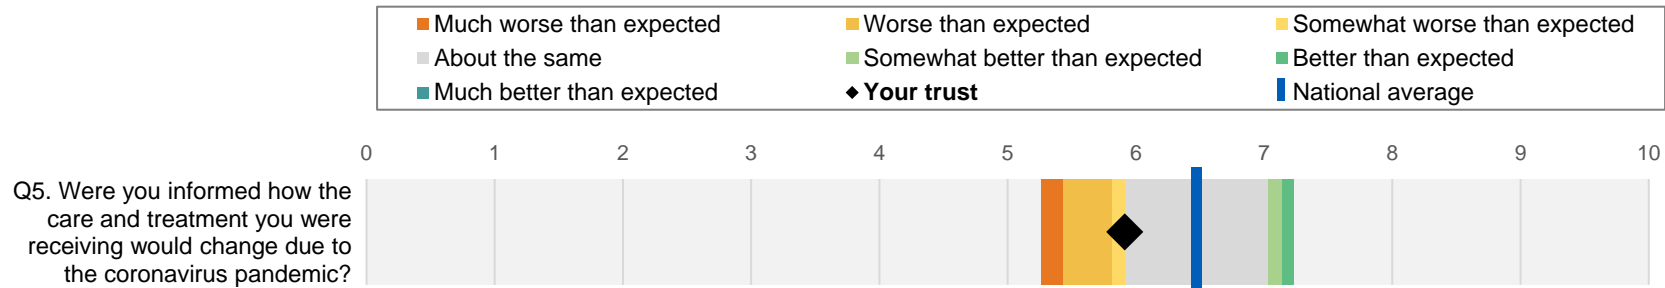 Much worse than expected
Worse than expected
Somewhat worse than expected
About the same
Somewhat better than expected
Better than expected
Much better than expected
Your trust
National average
0 1 2 3 4 5 6 7 8 9 10
Q5. Were you informed how the
care and treatment you were
receiving would change due to
the coronavirus pandemic?